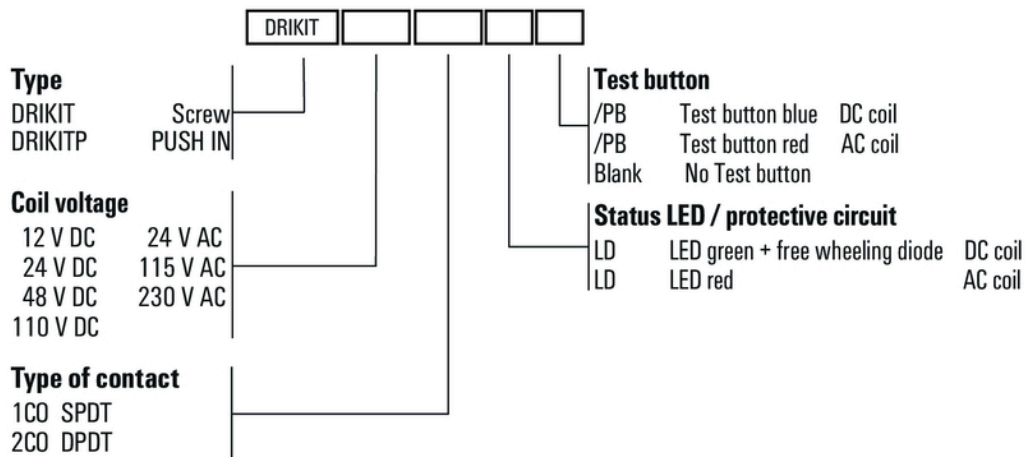 DRIKIT
Type
DRIKIT Screw
DRIKITP PUSH IN
Coil voltage
12 V DC 24 V AC
24 V DC 115 V AC
48 V DC 230 V AC
110 V DC
Type of contact
1CO SPDT
2CO DPDT
Test button
/PB Test button blue DC coil
/PB Test button red AC coil
Blank No Test button
Status LED / protective circuit
LD LED green + free wheeling diode DC coil
LD LED red AC coil